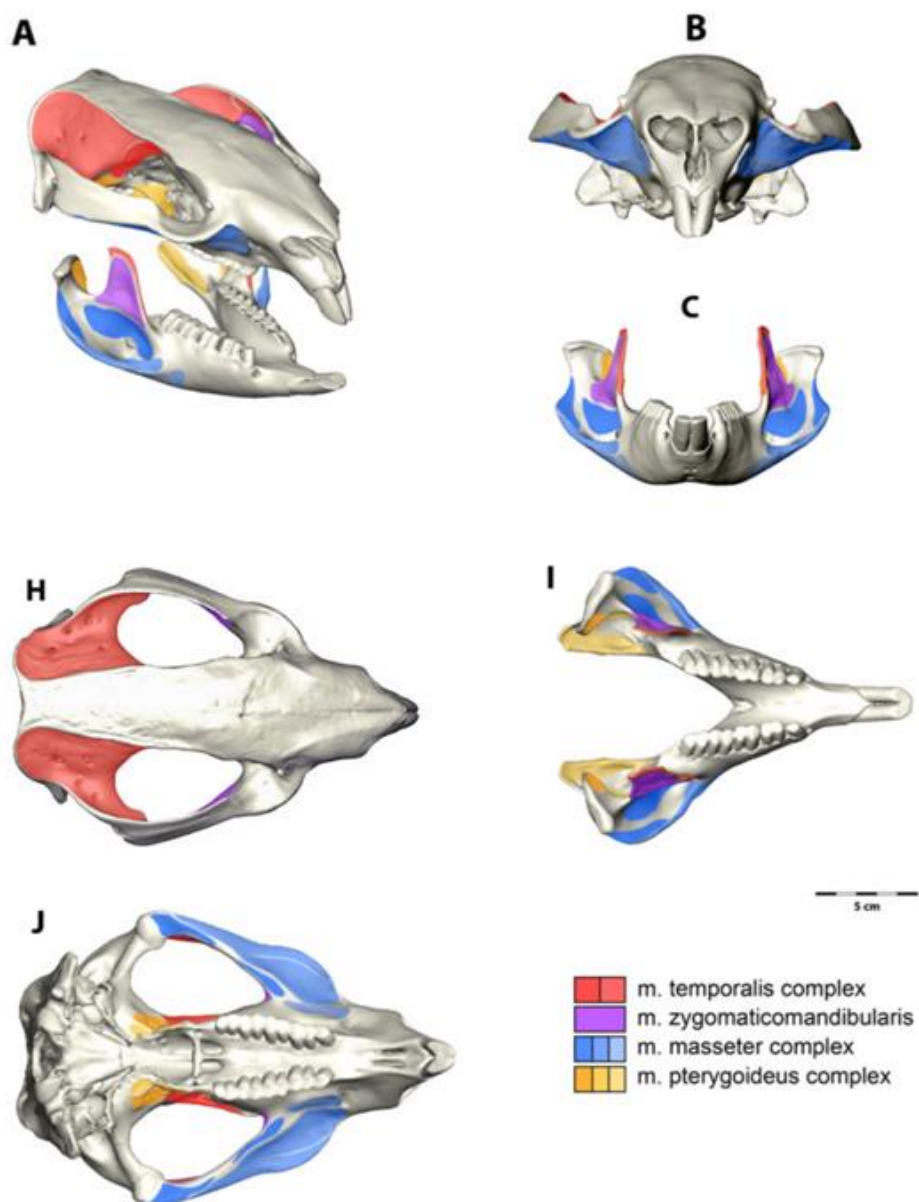 A
B
C
H
I
5 cm
J
m. temporalis complex
m. zygomaticomandibularis
m. masseter complex
m. pterygoideus complex